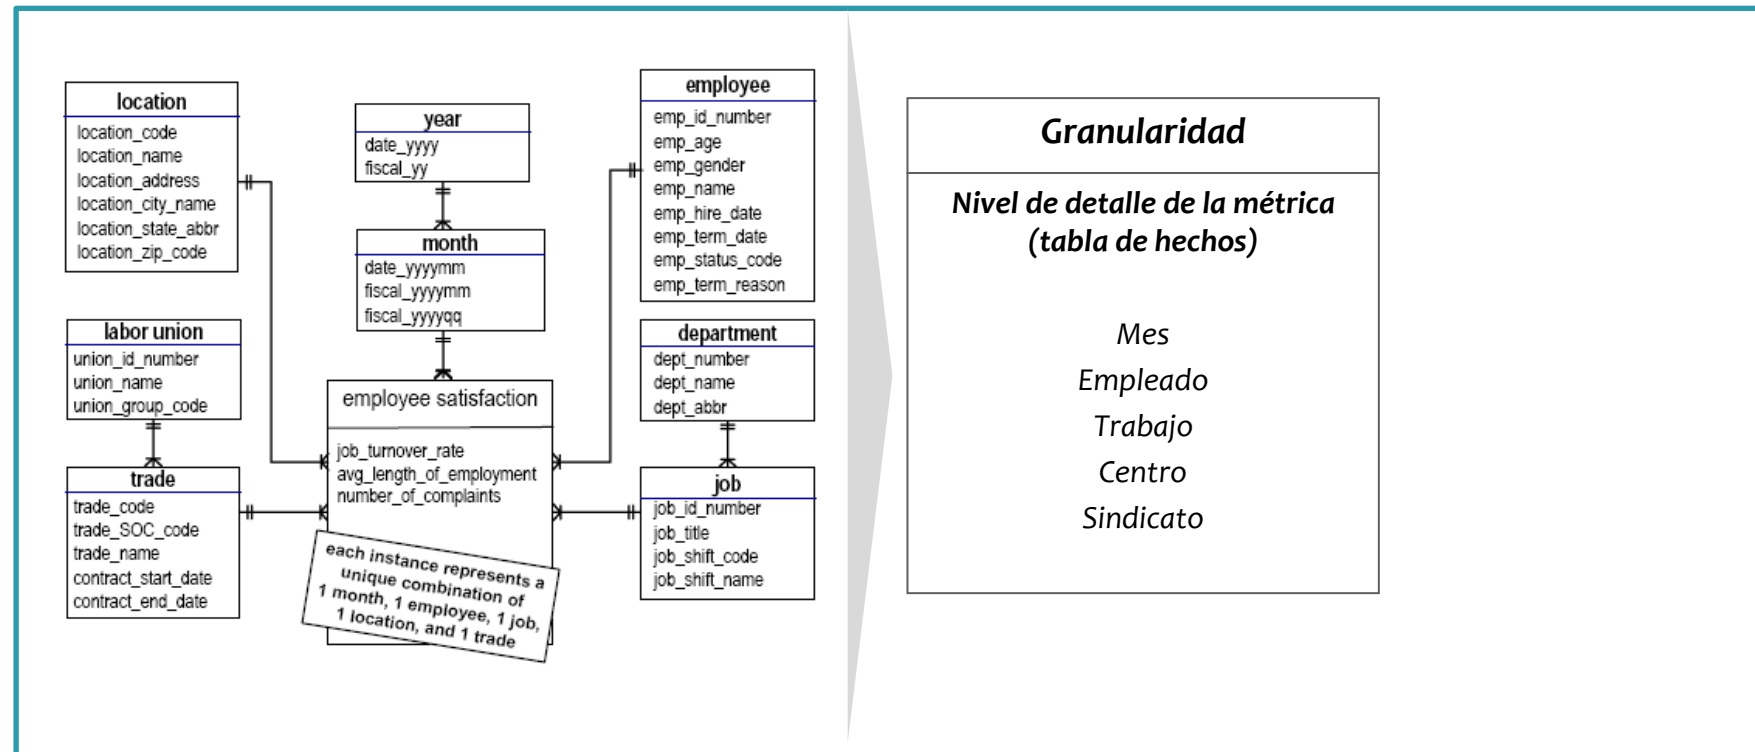 location
location_code
location_name
location_address
location_city_name
location_state_abbr
location_zip_code
labor union
union_id_number
union_name
union_group_code
trade
trade_code
trade_SOC_code
trade_name
contract_start_date
contract_end_date
year
date_yyyy
fiscal_yy
month
date_yyyymm
fiscal_yyyymm
fiscal_yyyyqq
employee satisfaction
job_turnover_rate
avg_length_of_employment
number_of_complaints
each instance represents a
unique combination of
1 month, 1 employee, 1 job,
1 location, and 1 trade
employee
emp_id_number
emp_age
emp_gender
emp_name
emp_hire_date
emp_term_date
emp_status_code
emp_term_reason
department
dept_number
dept_name
dept_abbr
job
job_id_number
job_title
job_shift_code
job_shift_name
Granularidad
Nivel de detalle de la métrica
(tabla de hechos)
Mes
Empleado
Trabajo
Centro
Sindicato